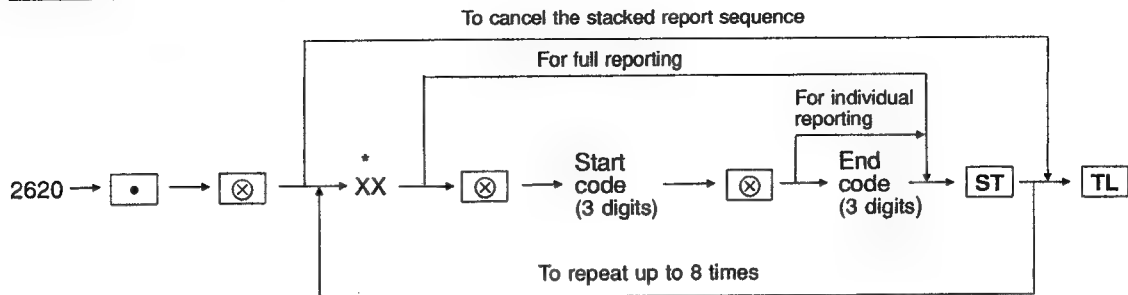 To cancel the stacked report sequence
For full reporting
For individual
reporting
*
2620 • ⊗ XX ⊗ Start code (3 digits) ⊗ End code (3 digits) ST TL
To repeat up to 8 times